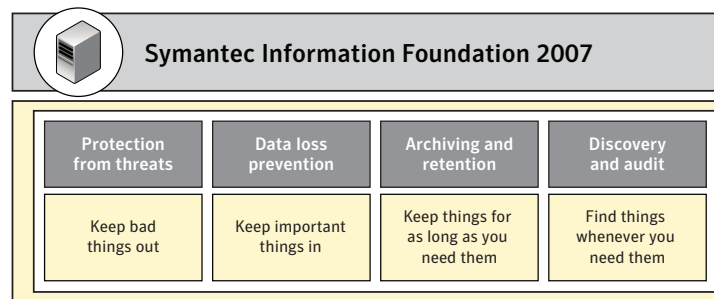 Symantec Information Foundation 2007
Protection
from threats
Data loss
prevention
Archiving and
retention
Discovery
and audit
Keep bad
things out
Keep important
things in
Keep things for
as long as you
need them
Find things
whenever you
need them